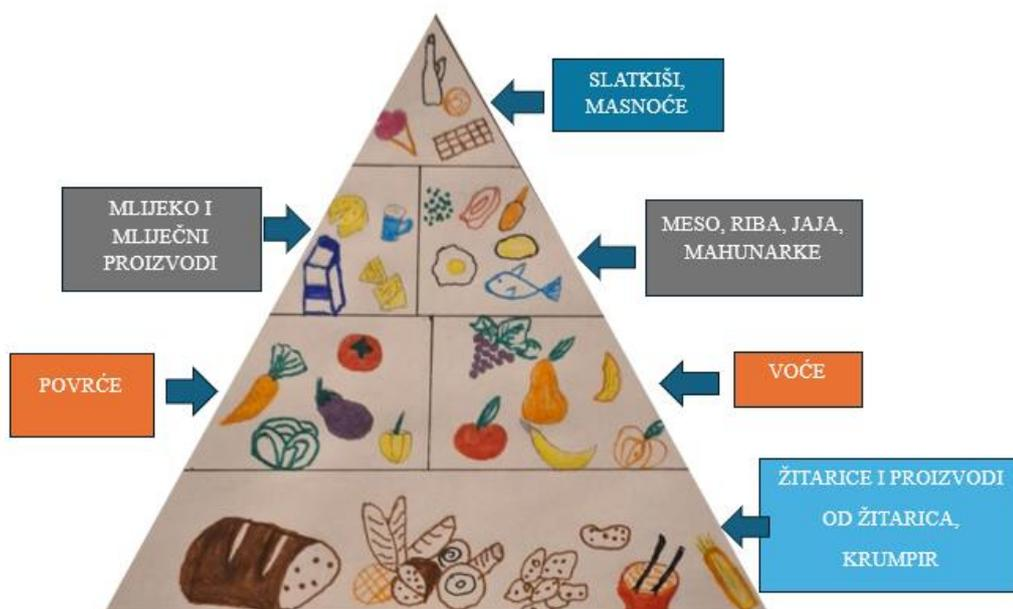 SLATKIŠI,
MASNOĆE
MLIJEKO I
MLIJEČNI
PROIZVODI
MESO, RIBA, JAJA,
MAHUNARKE
POVRĆE
VOĆE
ŽITARICE I PROIZVODI
OD ŽITARICA,
KRUMPIR